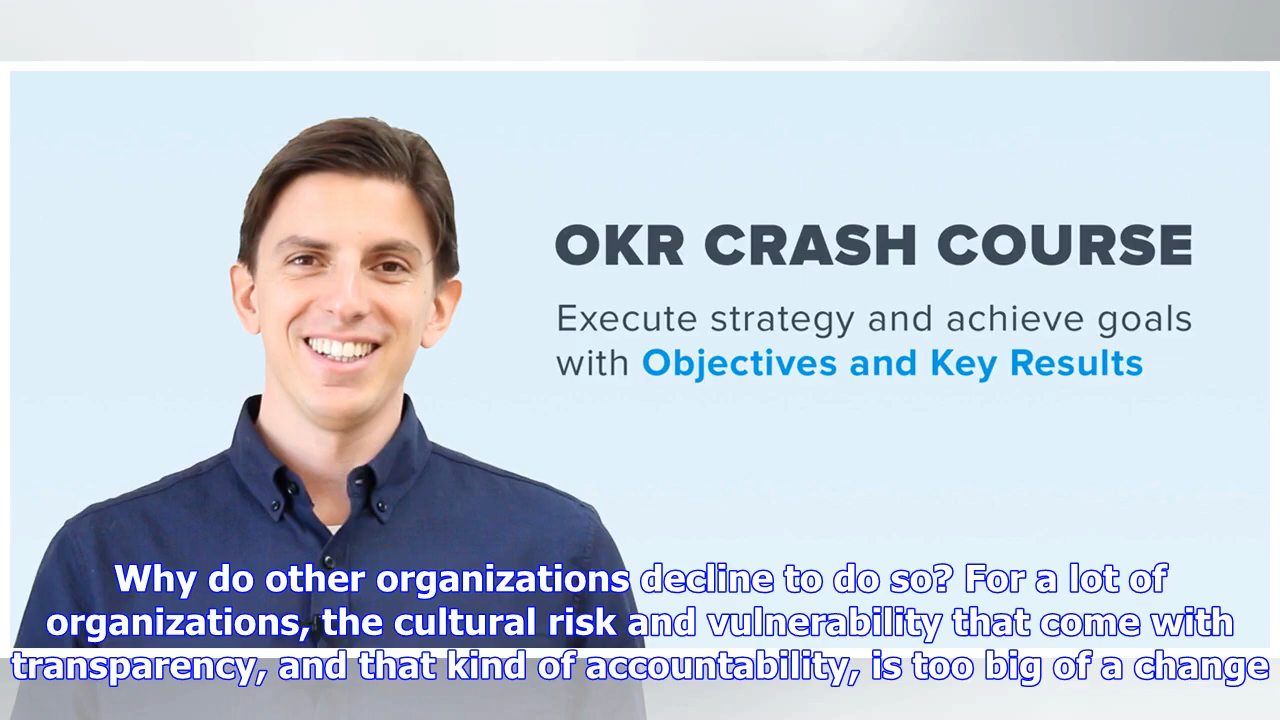 OKR CRASH COURSE
Execute strategy and achieve goals
with Objectives and Key Results
Why do other organizations decline to do so? For a lot of
organizations, the cultural risk and vulnerability that come with
transparency, and that kind of accountability, is too big of a change